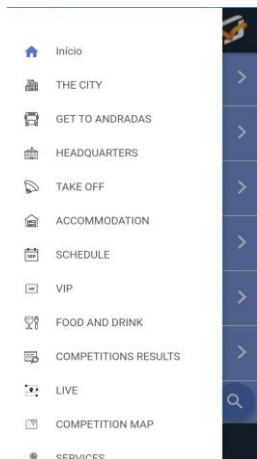 Início
THE CITY
GET TO ANDRADAS
HEADQUARTERS
TAKE OFF
ACCOMMODATION
SCHEDULE
VIP
FOOD AND DRINK
COMPETITIONS RESULTS
LIVE
COMPETITION MAP
SERVICES